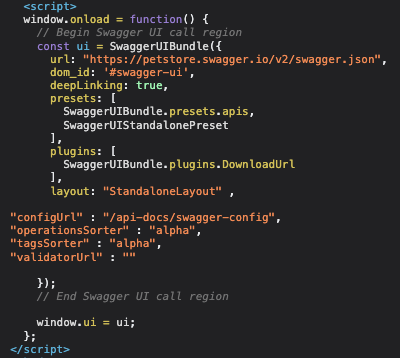 <script>
window.onload = function() {
// Begin Swagger UI call region
const ui = SwaggerUIBundle({
url: "https://petstore.swagger.io/v2/swagger.json",
dom_id: '#swagger-ui',
deepLinking: true,
presets: [
SwaggerUIBundle.presets.apis,
SwaggerUIStandalonePreset
],
plugins: [
SwaggerUIBundle.plugins.DownloadUrl
],
layout: "StandaloneLayout" ,
"configUrl" : "/api-docs/swagger-config",
"operationsSorter" : "alpha",
"tagsSorter" : "alpha",
"validatorUrl" : ""
});
// End Swagger UI call region
window.ui = ui;
};
</script>